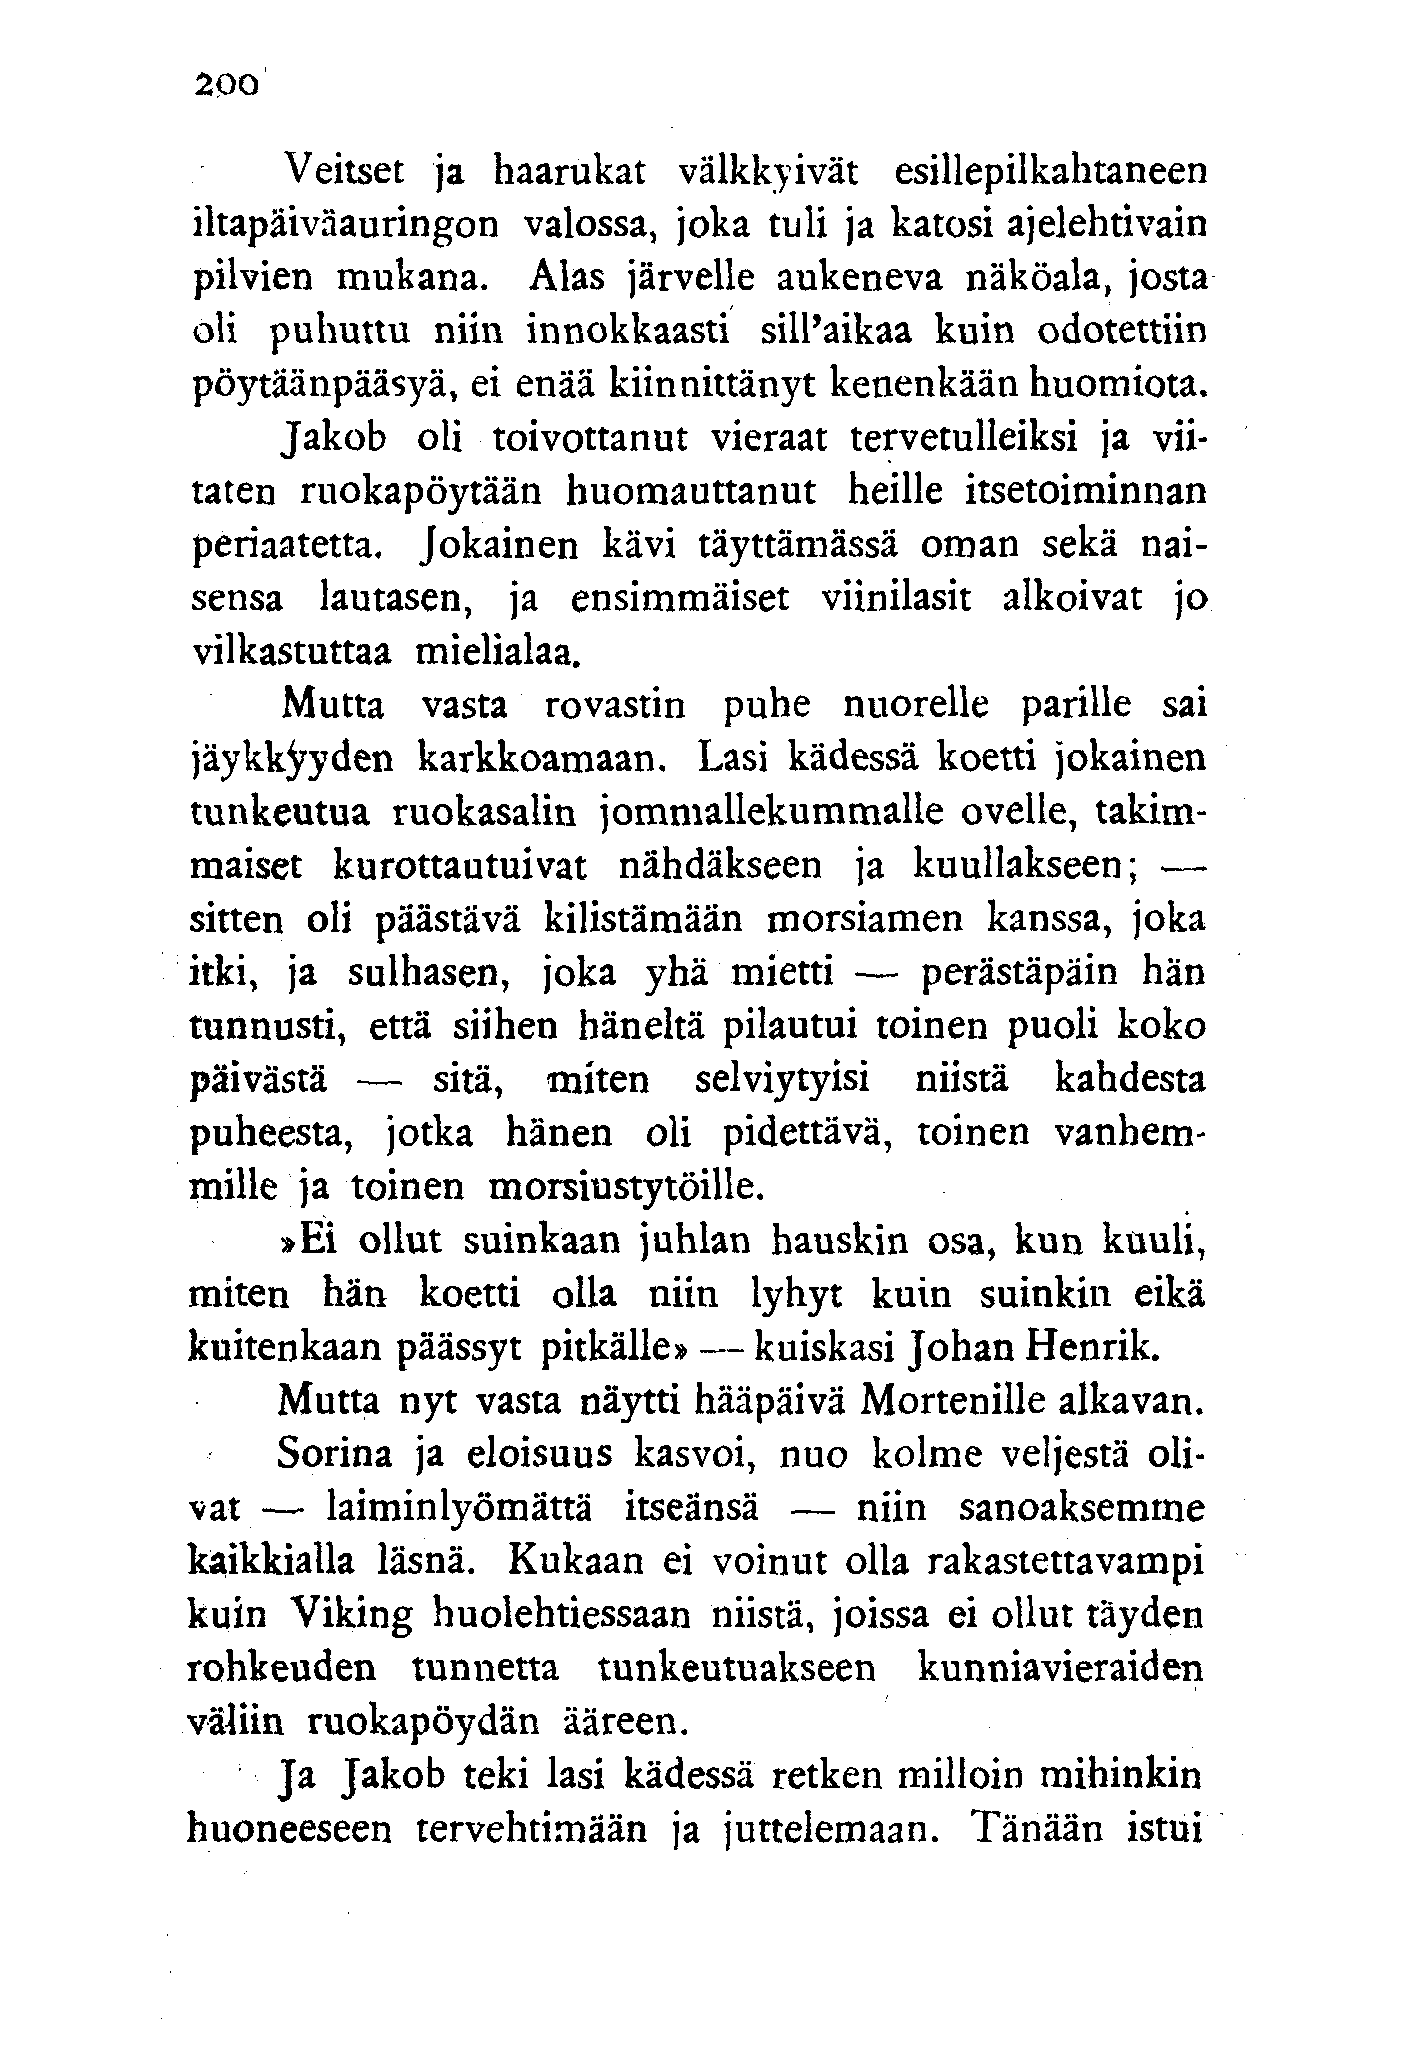 200
Veitset ja haarukat välkkyivät esillepilkahtaneen
iltapäiväauringon valossa, joka tuli ja katosi ajelehtivain
pilvien mukana. Alas järvelle aukeneva näköala, josta
oli puhuttu niin innokkaasti sill'aikaa kuin odotettiin
pöytäänpääsyä, ei enää kiinnittänyt kenenkään huomiota.
Jakob oli toivottanut vieraat tervetulleiksi ja vii-
taten ruokapöytään huomauttanut heille itsetoiminnan
periaatetta. Jokainen kävi täyttämässä oman sekä nai-
sensa lautasen, ja ensimmäiset viinilasit alkoivat jo
vilkastuttaa mielialaa.
Mutta vasta rovastin puhe nuorelle parille sai
jäykkyyden karkkoamaan. Lasi kädessä koetti jokainen
tunkeutua ruokasalin jommallekummalle ovelle, takim-
maiset kurottautuivat nähdäkseen ja kuullakseen; —
sitten oli päästävä kilistämään morsiamen kanssa, joka
itki, ja sulhasen, joka yhä mietti — perästäpäin hän
tunnusti, että siihen häneltä pilautui toinen puoli koko
päivästä — sitä, miten selviytyisi niistä kahdesta
puheesta, jotka hänen oli pidettävä, toinen vanhem-
mille ja toinen morsiustytöille.
»Ei ollut suinkaan juhlan hauskin osa, kun kuuli,
miten hän koetti olla niin lyhyt kuin suinkin eikä
kuitenkaan päässyt pitkälle» — kuiskasi Johan Henrik.
Mutta nyt vasta näytti hääpäivä Mortenille alkavan.
Sorina ja eloisuus kasvoi, nuo kolme veljestä oli-
vat — laiminlyömättä itseänsä — niin sanoaksemme
kaikkialla läsnä. Kukaan ei voinut olla rakastettavampi
kuin Viking huolehtiessaan niistä, joissa ei ollut täyden
rohkeuden tunnetta tunkeutuakseen kunniavieraiden
väliin ruokapöydän ääreen.
Ja Jakob teki lasi kädessä retken milloin mihinkin
huoneeseen tervehtimään ja juttelemaan. Tänään istui